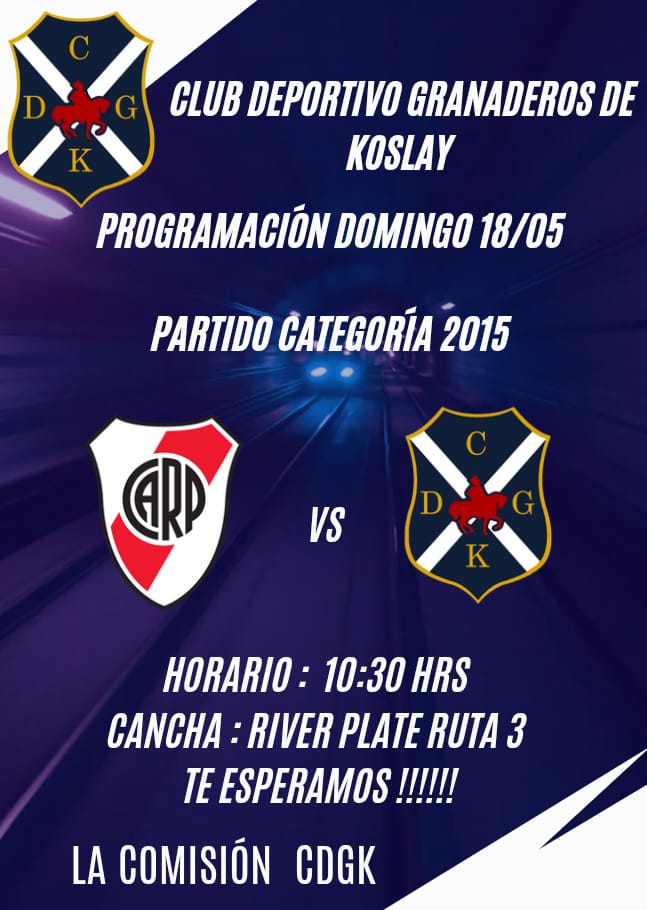 C
D G
K
CLUB DEPORTIVO GRANADEROS DE
KOSLAY
PROGRAMACIÓN DOMINGO 18/05
PARTIDO CATEGORÍA 2015
CARP
VS
C
D G
K
HORARIO : 10:30 HRS
CANCHA : RIVER PLATE RUTA 3
TE ESPERAMOS !!!!!!
LA COMISIÓN CDGK